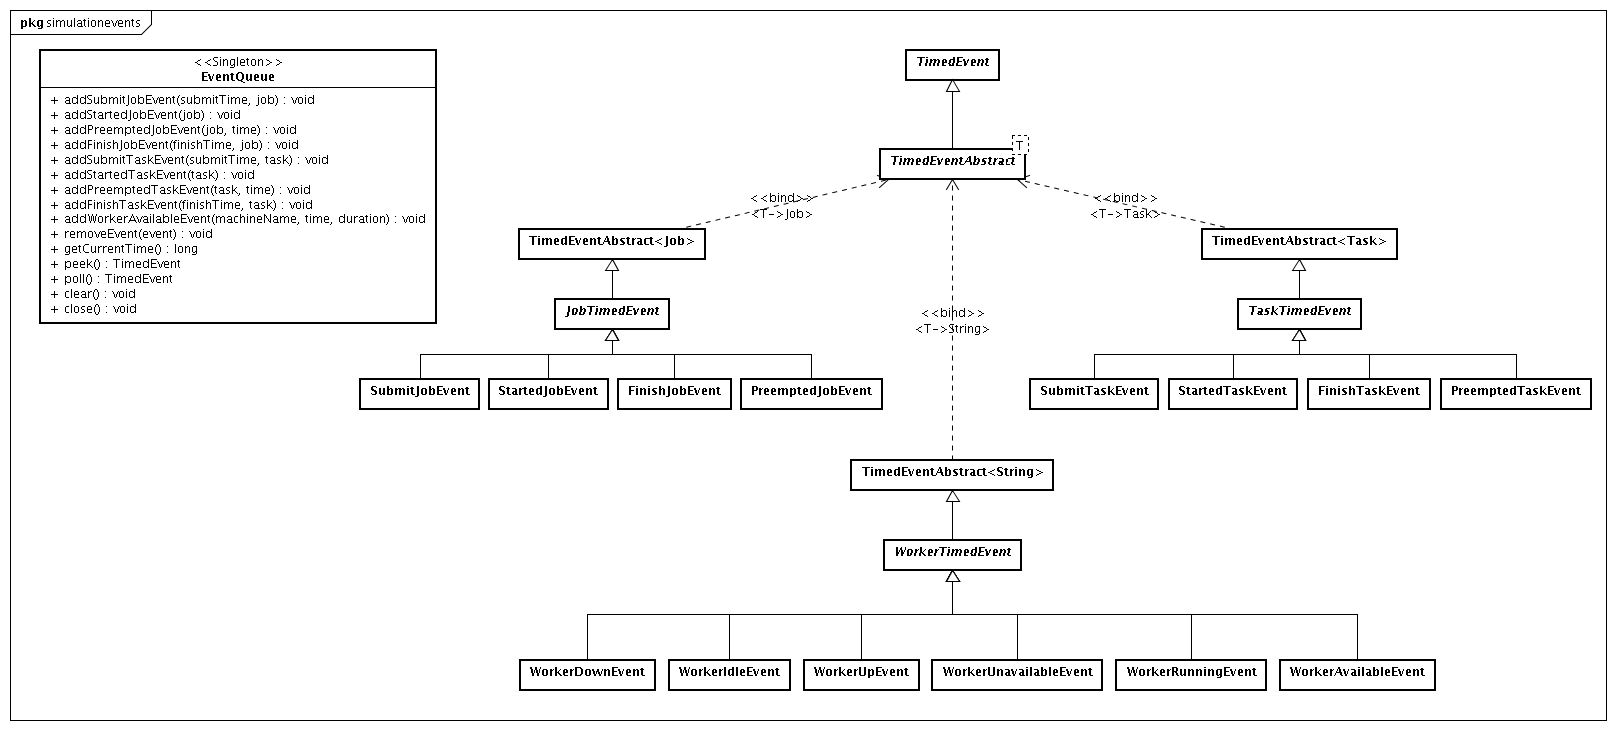 pkg simulationevents
<<Singleton>>
EventQueue
+ addSubmitJobEvent(submitTime, job) : void
+ addStartedJobEvent(job) : void
+ addPreemptedJobEvent(job, time) : void
+ addFinishJobEvent(finishTime, job) : void
+ addSubmitTaskEvent(submitTime, task) : void
+ addStartedTaskEvent(task) : void
+ addPreemptedTaskEvent(task, time) : void
+ addFinishTaskEvent(finishTime, task) : void
+ addWorkerAvailableEvent(machineName, time, duration) : void
+ removeEvent(event) : void
+ getCurrentTime() : long
+ peek() : TimedEvent
+ poll() : TimedEvent
+ clear() : void
+ close() : void
TimedEvent
T
TimedEventAbstract
<<bind>>
<T->Job>
<<bind>>
<T->Task>
TimedEventAbstract<Job>
TimedEventAbstract<Task>
JobTimedEvent
<<bind>>
<T->String>
TaskTimedEvent
SubmitJobEvent
StartedJobEvent
FinishJobEvent
PreemptedJobEvent
SubmitTaskEvent
StartedTaskEvent
FinishTaskEvent
PreemptedTaskEvent
TimedEventAbstract<String>
WorkerTimedEvent
WorkerDownEvent
WorkerIdleEvent
WorkerUpEvent
WorkerUnavailableEvent
WorkerRunningEvent
WorkerAvailableEvent